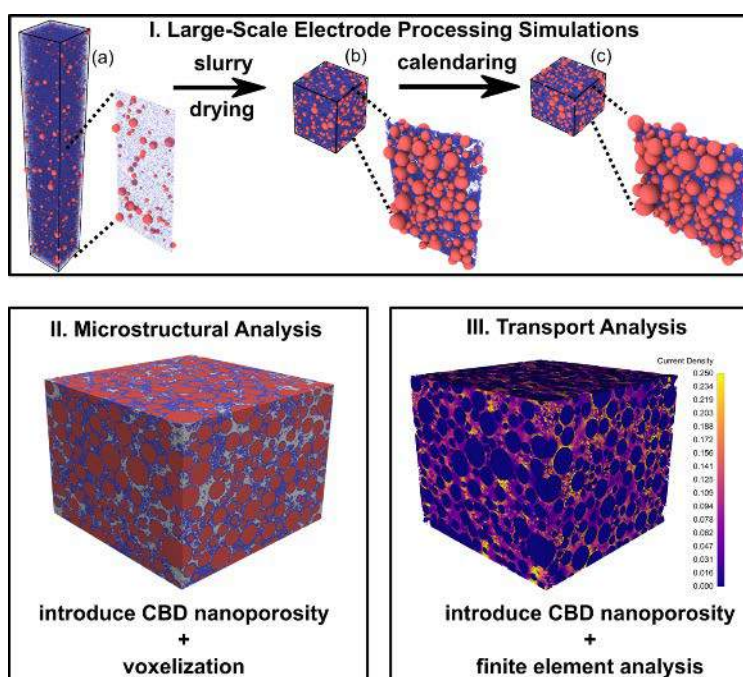 I. Large-Scale Electrode Processing Simulations
(a)
slurry
drying
(b)
calendaring
(c)
II. Microstructural Analysis
introduce CBD nanoporosity
+
voxelization
III. Transport Analysis
Current Density
0.250
0.234
0.219
0.203
0.187
0.172
0.156
0.141
0.125
0.109
0.094
0.078
0.062
0.047
0.031
0.016
0.000
introduce CBD nanoporosity
+
finite element analysis